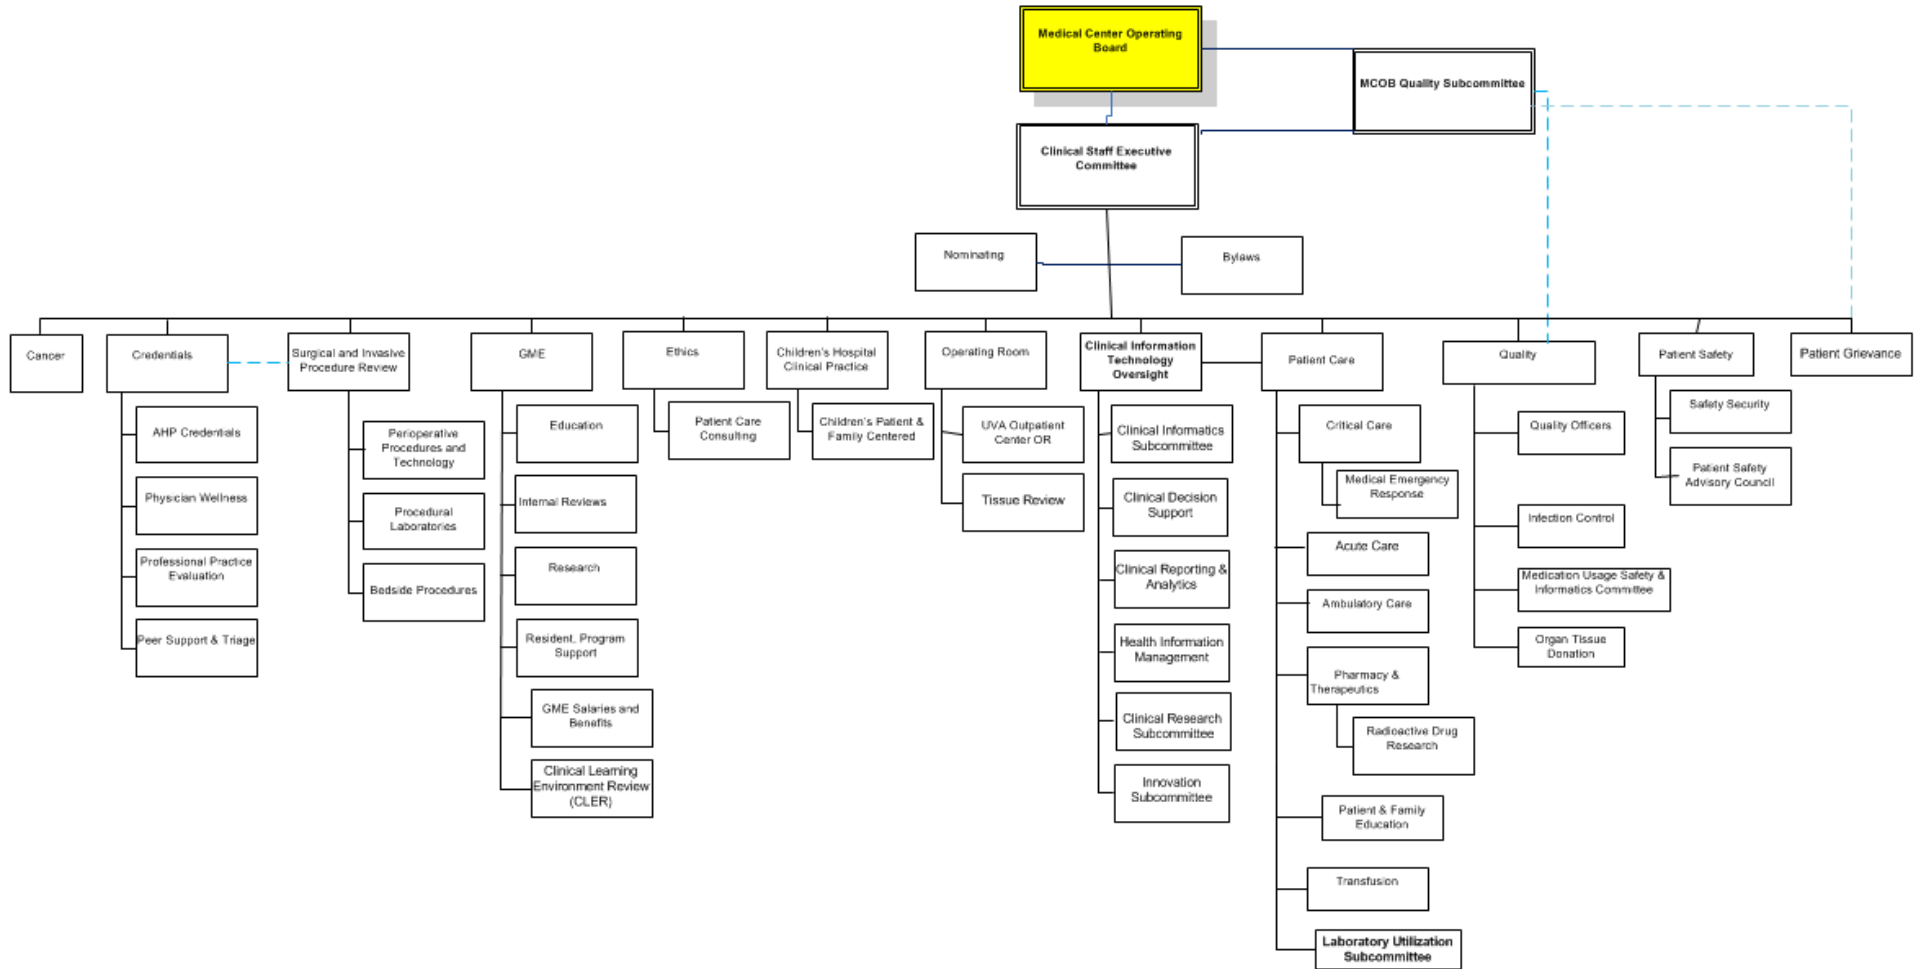 Medical Center Operating
Board
MCOB Quality Subcommittee
Clinical Staff Executive
Committee
Nominating
Bylaws
Cancer
Credentials
Surgical and Invasive
Procedure Review
GME
Ethics
Children's Hospital
Clinical Practice
Operating Room
Clinical Information
Technology
Oversight
Patient Care
Quality
Patient Safety
Patient Grievance
AHP Credentials
Physician Wellness
Professional Practice
Evaluation
Peer Support & Triage
Perioperative
Procedures and
Technology
Procedural
Laboratories
Bedside Procedures
Education
Internal Reviews
Research
Resident, Program
Support
GME Salaries and
Benefits
Clinical Learning
Environment Review
(CLER)
Patient Care
Consulting
Children's Patient &
Family Centered
UVA Outpatient
Center OR
Tissue Review
Clinical Informatics
Subcommittee
Clinical Decision
Support
Clinical Reporting &
Analytics
Health Information
Management
Clinical Research
Subcommittee
Innovation
Subcommittee
Critical Care
Medical Emergency
Response
Acute Care
Ambulatory Care
Pharmacy &
Therapeutics
Radioactive Drug
Research
Patient & Family
Education
Transfusion
Laboratory Utilization
Subcommittee
Quality Officers
Infection Control
Medication Usage Safety &
Informatics Committee
Organ Tissue
Donation
Safety Security
Patient Safety
Advisory Council